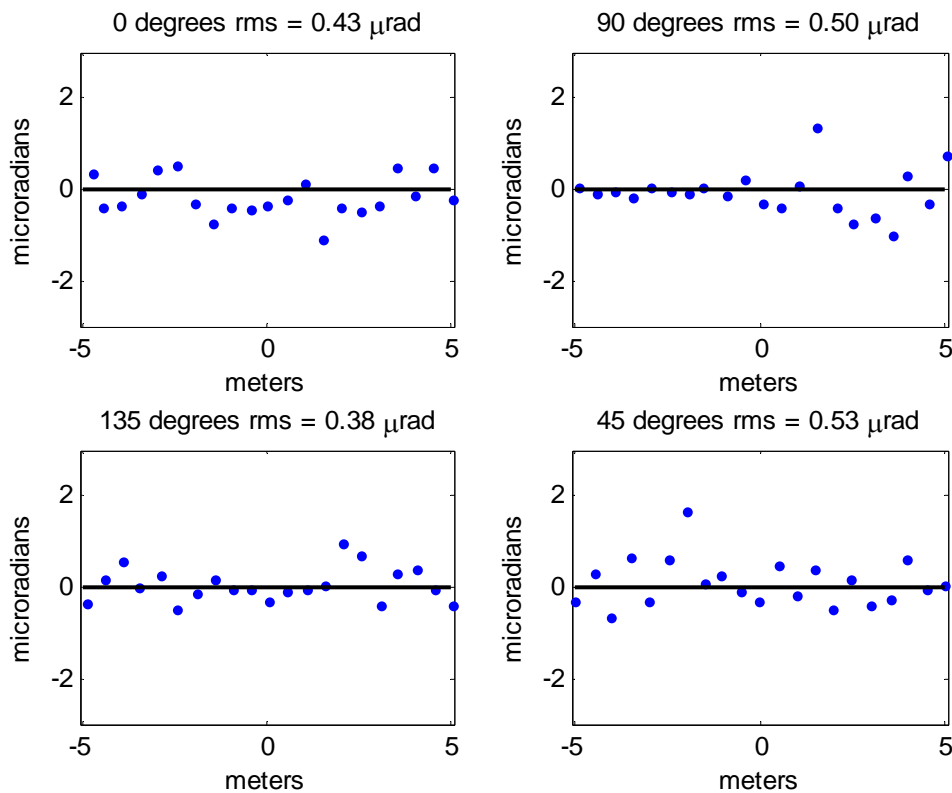 0 degrees rms = 0.43 μrad
microradians
2
0
-2
-5
0
5
meters
90 degrees rms = 0.50 μrad
microradians
2
0
-2
-5
0
5
meters
135 degrees rms = 0.38 μrad
microradians
2
0
-2
-5
0
5
meters
45 degrees rms = 0.53 μrad
microradians
2
0
-2
-5
0
5
meters